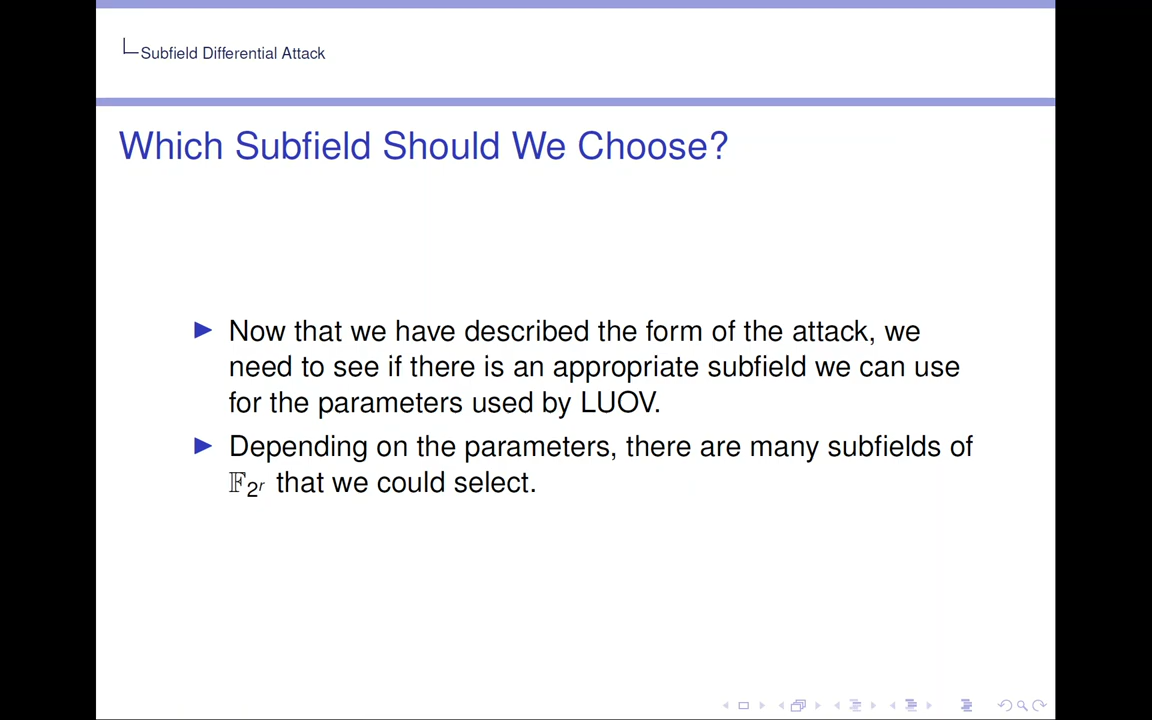 Subfield Differential Attack
Which Subfield Should We Choose?
Now that we have described the form of the attack, we
need to see if there is an appropriate subfield we can use
for the parameters used by LUOV.
Depending on the parameters, there are many subfields of
𝔽₂ʳ that we could select.